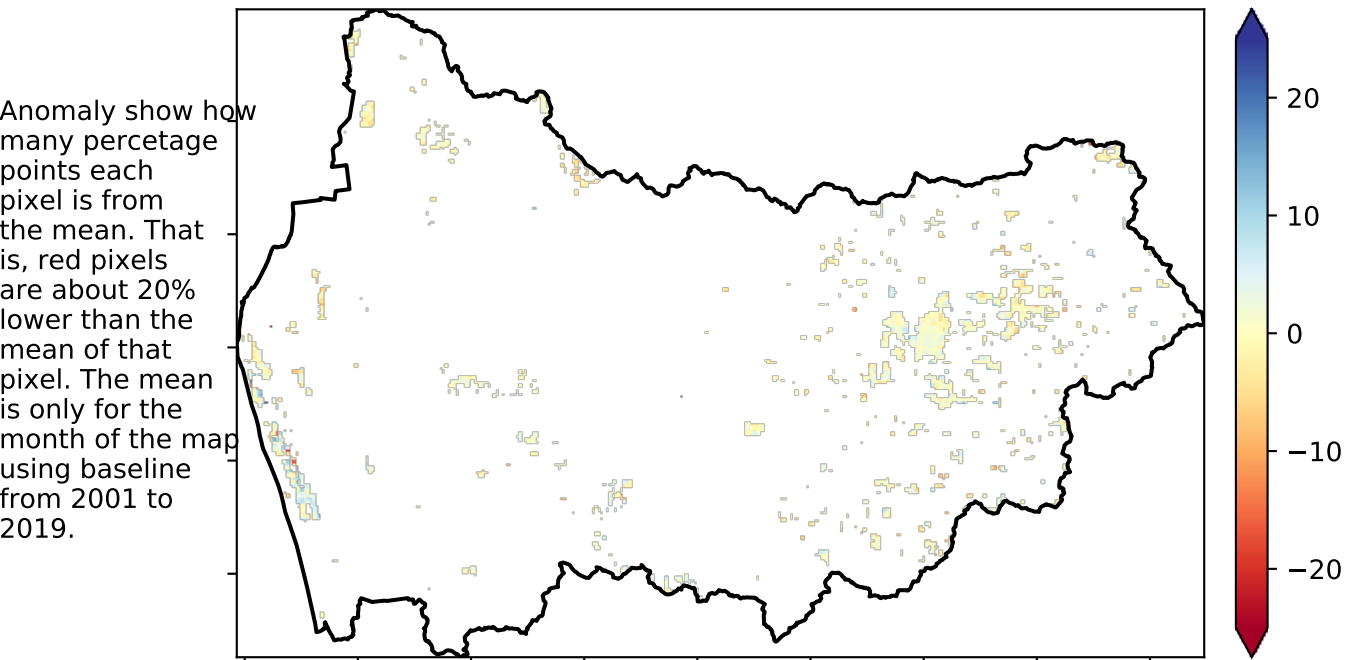 Anomaly show how
many percetage
points each
pixel is from
the mean. That
is, red pixels
are about 20%
lower than the
mean of that
pixel. The mean
is only for the
month of the map
using baseline
from 2001 to
2019.
20
10
0
−10
−20